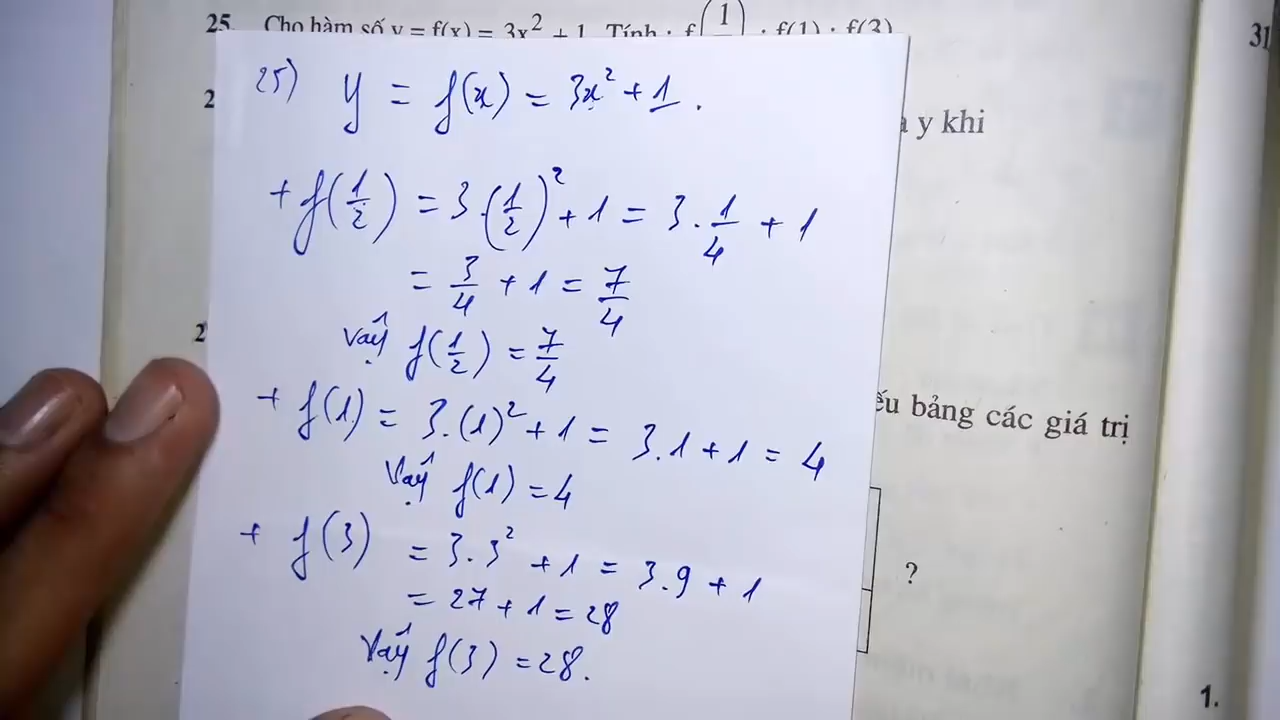 25. Cho hàm số y = f(x) = 3x² + 1. Tính : f(1 ; f(1) ; f(3)
31
25) y = f(x) = 3x² + 1.
2
y khi
+ f(1/2) = 3.(1/2)² + 1 = 3.1/4 + 1
= 3/4 + 1 = 7/4
2
Vậy f(1/2) = 7/4
+ f(1) = 3.(1)² + 1 = 3.1 + 1 = 4
ếu bảng các giá trị
Vậy f(1) = 4
+ f(3) = 3.3² + 1 = 3.9 + 1
?
= 27 + 1 = 28
Vậy f(3) = 28.
1.